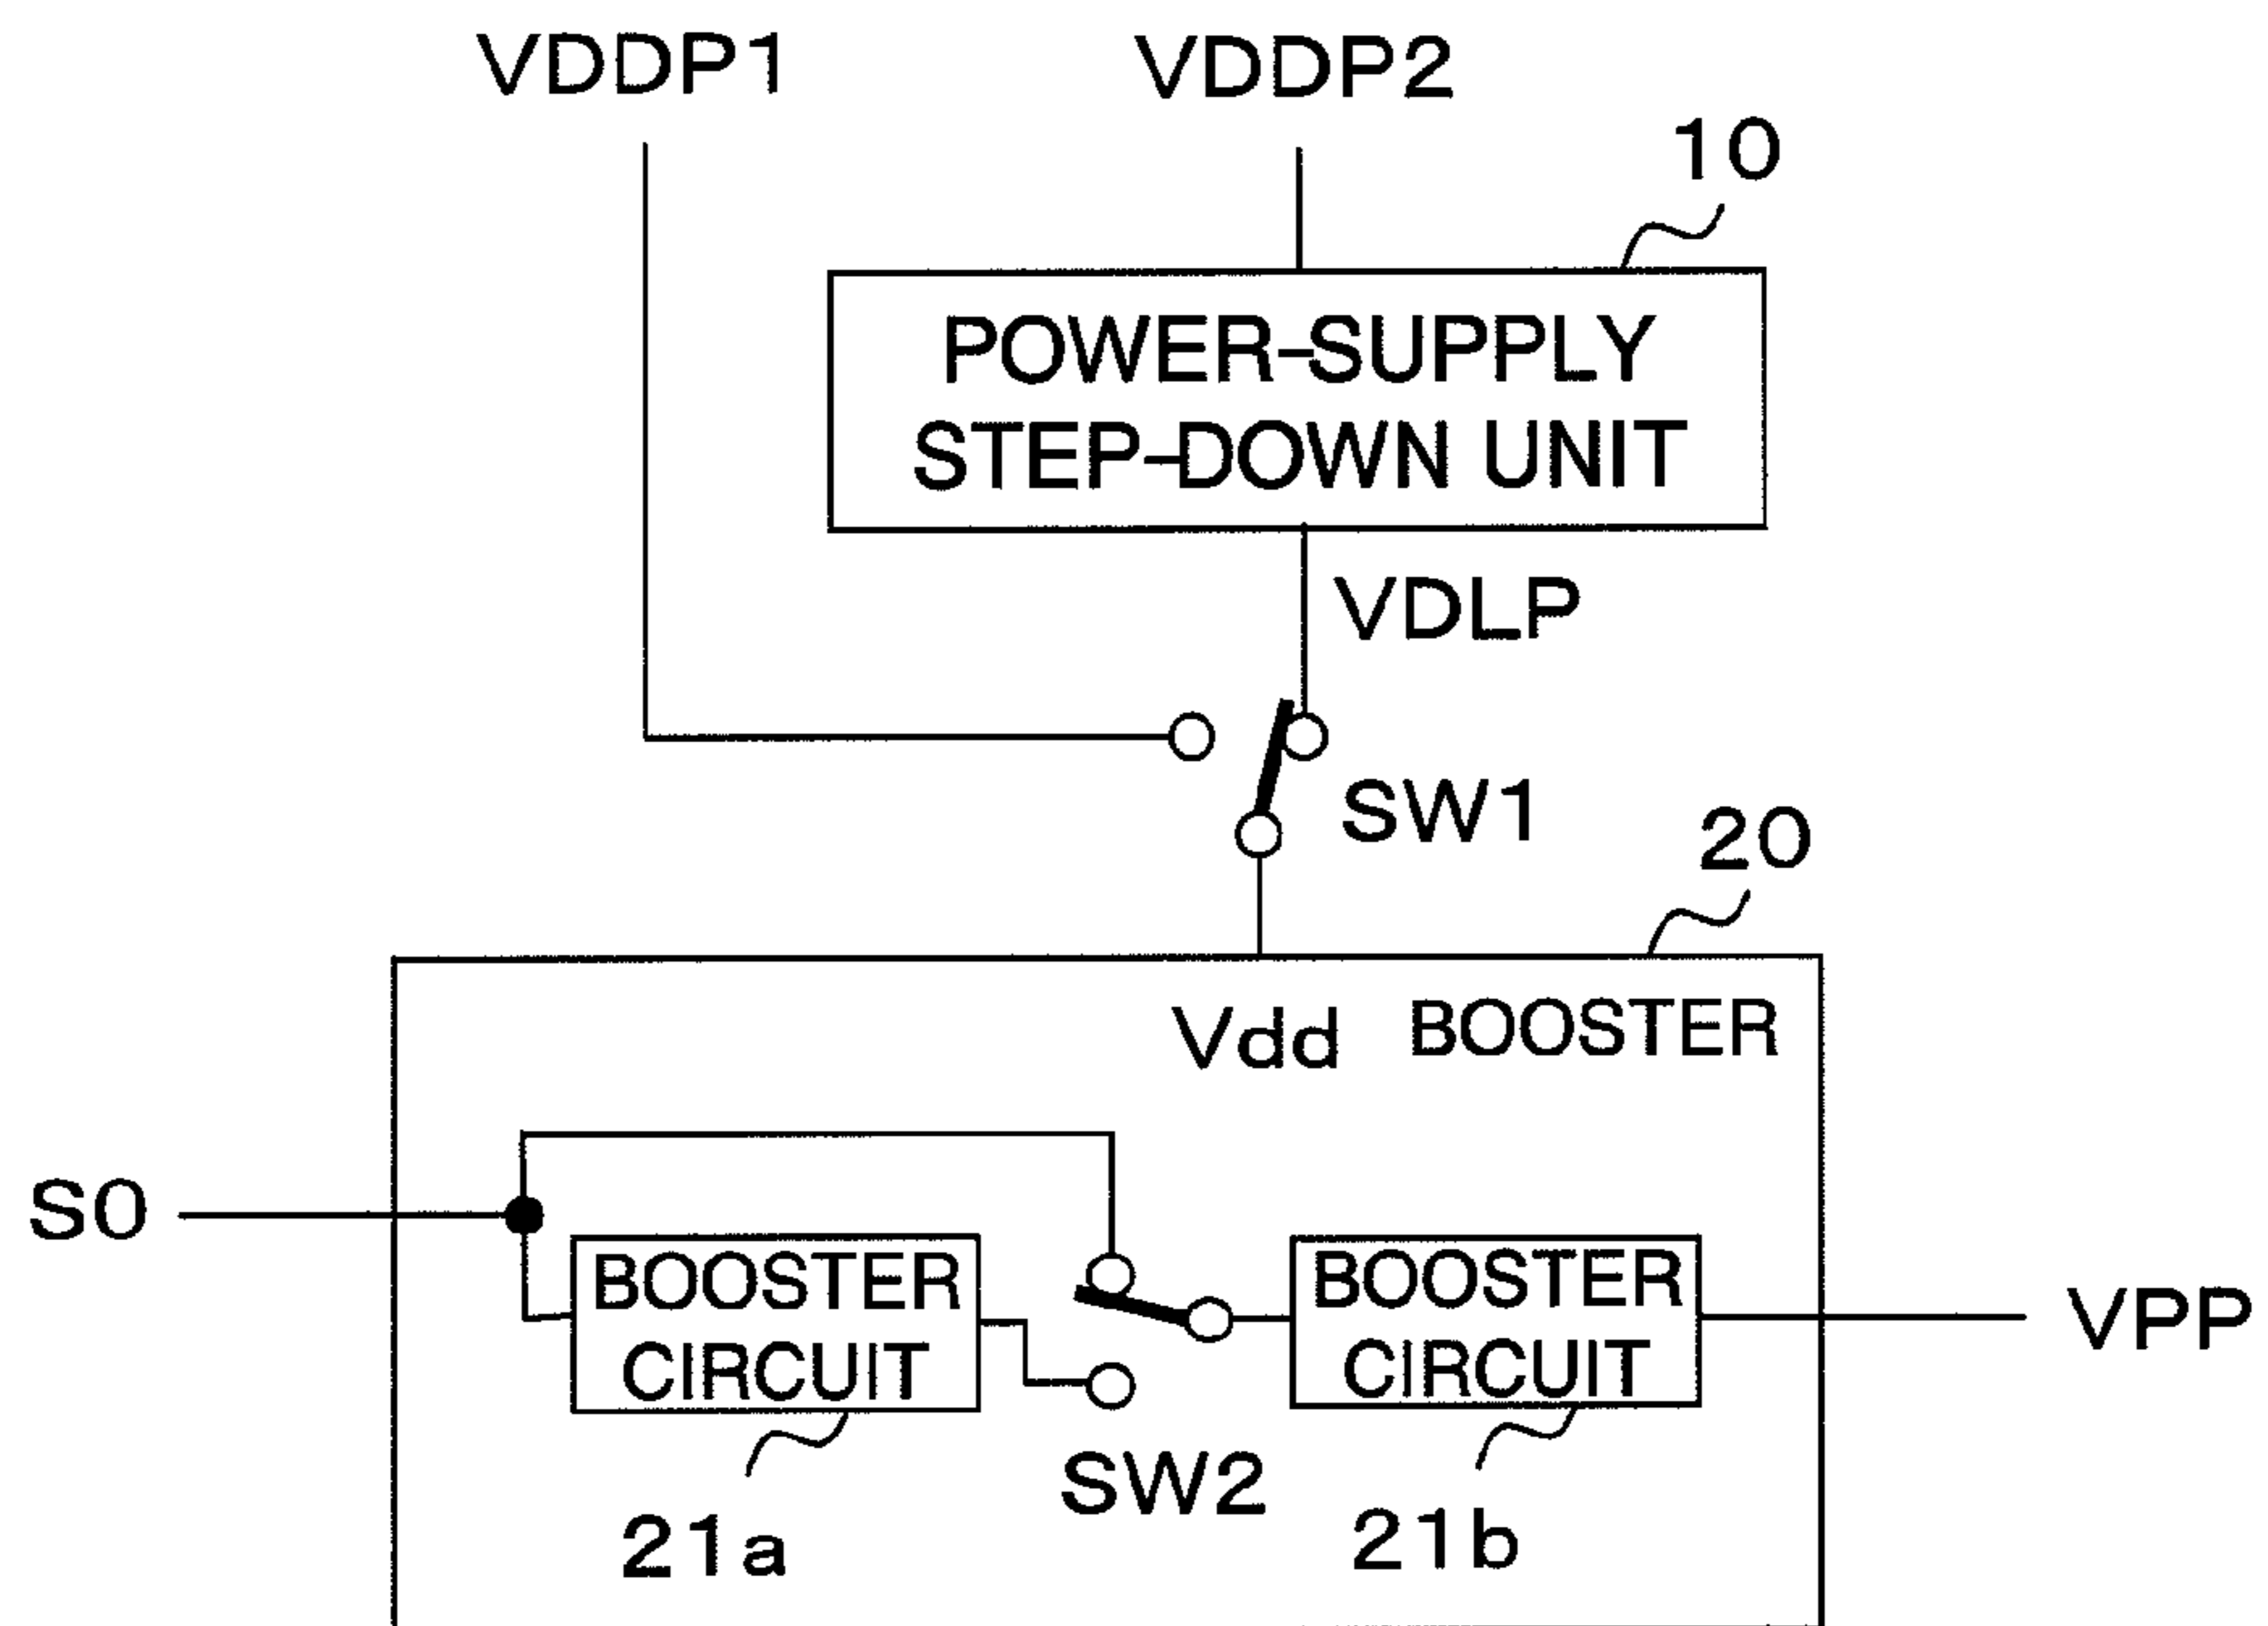 VDDP1
VDDP2
10
POWER-SUPPLY
STEP-DOWN UNIT
VDLP
SW1
20
Vdd
BOOSTER
S0
BOOSTER
CIRCUIT
BOOSTER
CIRCUIT
VPP
SW2
21a
21b